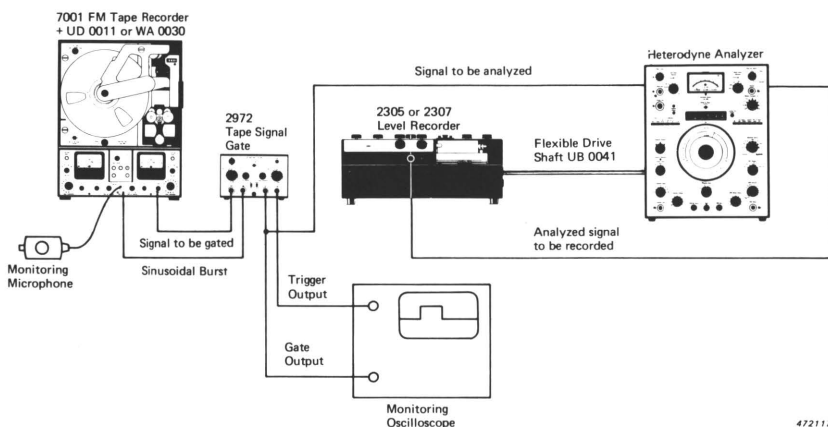 7001 FM Tape Recorder
+ UD 0011 or WA 0030
Heterodyne Analyzer
Signal to be analyzed
2972
Tape Signal
Gate
2305 or 2307
Level Recorder
Flexible Drive
Shaft UB 0041
Signal to be gated
Sinusoidal Burst
Monitoring
Microphone
Analyzed signal
to be recorded
Trigger
Output
Gate
Output
Monitoring
Oscilloscope